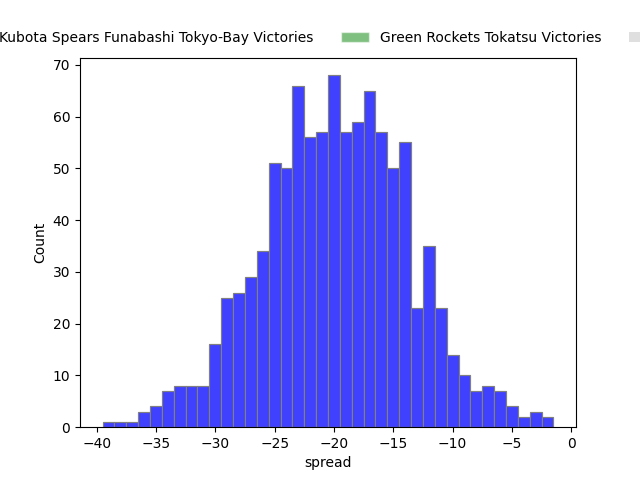 Kubota Spears Funabashi Tokyo-Bay Victories Green Rockets Tokatsu Victories
70
60
50
40
30
20
10
0
Count
−40 −35 −30 −25 −20 −15 −10 −5 0
spread